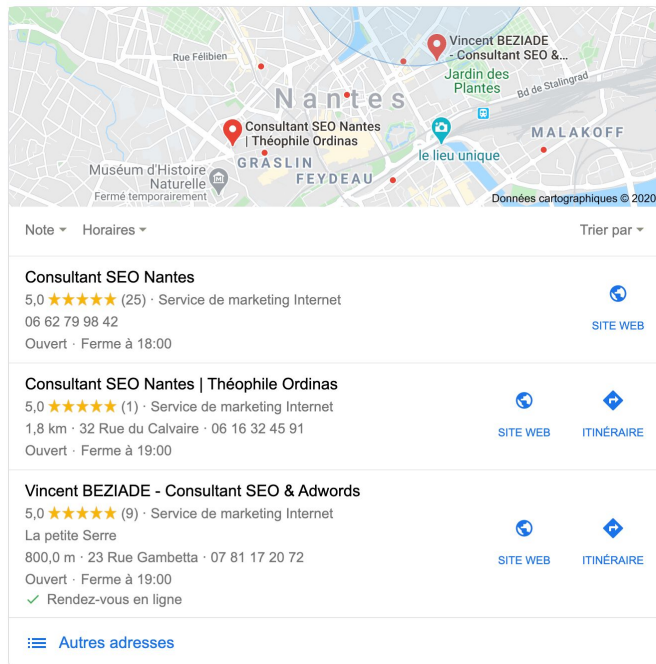 Rue Félibien
Vincent BEZIADE
- Consultant SEO &...
Jardin des
Plantes
Bd de Stalingrad
Nantes
Consultant SEO Nantes
| Théophile Ordinas
MALAKOFF
le lieu unique
GRASLIN
FEYDEAU
Muséum d'Histoire
Naturelle
Fermé temporairement
Données cartographiques © 2020
Note Horaires Trier par
Consultant SEO Nantes
5,0 ★★★★★ (25) · Service de marketing Internet
06 62 79 98 42
Ouvert · Ferme à 18:00
SITE WEB
Consultant SEO Nantes | Théophile Ordinas
5,0 ★★★★★ (1) · Service de marketing Internet
1,8 km · 32 Rue du Calvaire · 06 16 32 45 91
Ouvert · Ferme à 19:00
SITE WEB ITINÉRAIRE
Vincent BEZIADE - Consultant SEO & Adwords
5,0 ★★★★★ (9) · Service de marketing Internet
La petite Serre
800,0 m · 23 Rue Gambetta · 07 81 17 20 72
Ouvert · Ferme à 19:00
✓ Rendez-vous en ligne
SITE WEB ITINÉRAIRE
Autres adresses